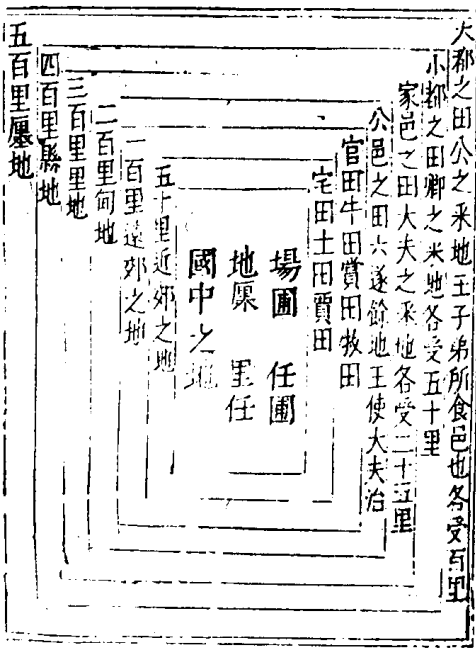 大都之田公之采地王子弟所食邑也各受百里
小都之田卿之采地各受五十里
家邑之田大夫之采地各受二十五里
公邑之田六遂餘地王使大夫治
官田牛田賞田牧田
宅田士田賈田
場圃 任圃
地廛 里任
國中之地
五十里近郊之地
一百里遠郊之地
二百里甸地
三百里里地
四百里縣地
五百里畺地